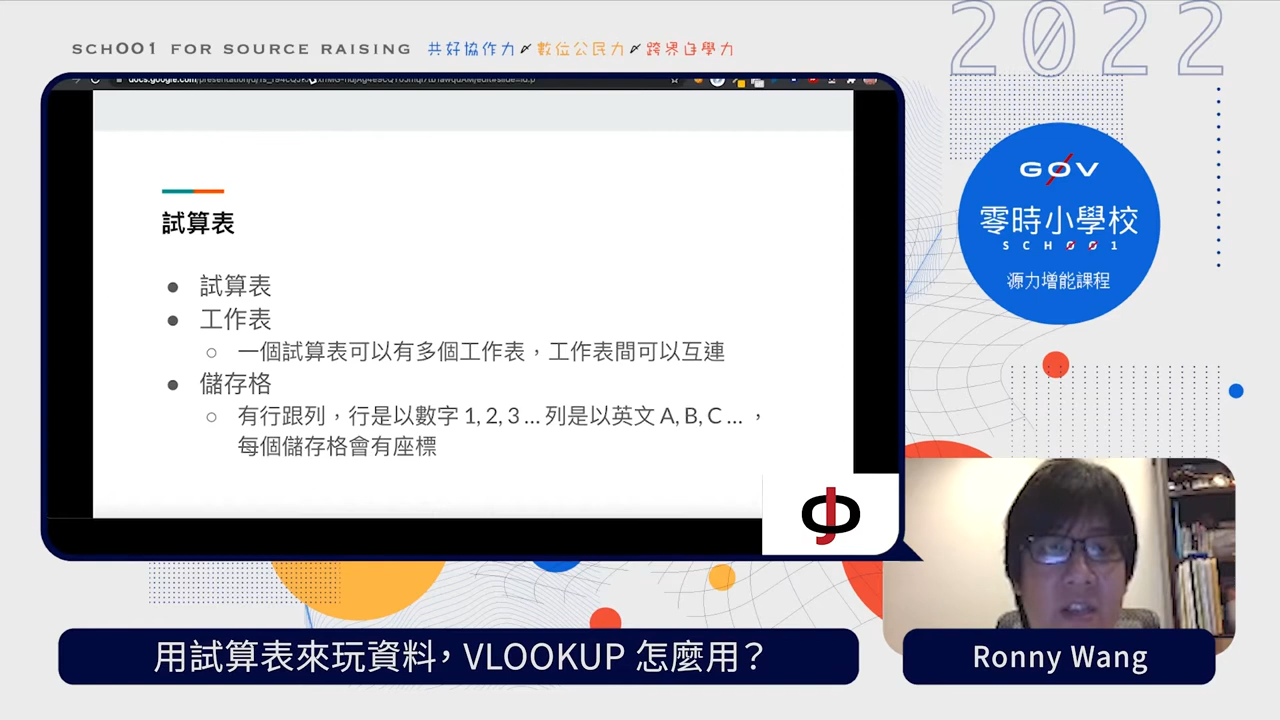 SCHOO1 FOR SOURCE RAISING 共好協作力 數位公民力 跨界自學力
2022
試算表
● 試算表
● 工作表
○ 一個試算表可以有多個工作表，工作表間可以互連
● 儲存格
○ 有行跟列，行是以數字 1, 2, 3 ... 列是以英文 A, B, C ... ，
每個儲存格會有座標
GØV
零時小學校
SCHØØ1
源力增能課程
用試算表來玩資料，VLOOKUP 怎麼用？
Ronny Wang